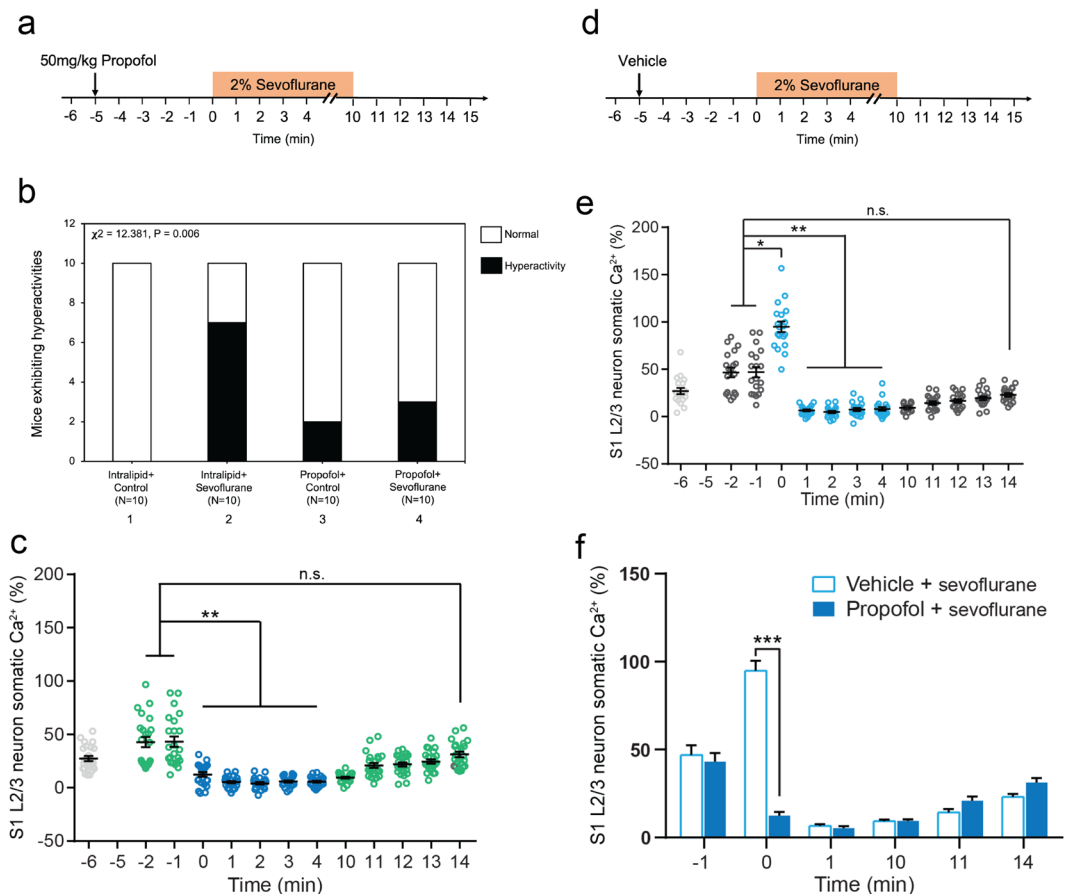 a
50mg/kg Propofol
2% Sevoflurane
-6 -5 -4 -3 -2 -1 0 1 2 3 4 10 11 12 13 14 15
Time (min)
d
Vehicle
2% Sevoflurane
-6 -5 -4 -3 -2 -1 0 1 2 3 4 10 11 12 13 14 15
Time (min)
b
Mice exhibiting hyperactivities
12
10
8
6
4
2
0
χ2 = 12.381, P = 0.006
Normal
Hyperactivity
Intralipid+
Control
(N=10)
1
Intralipid+
Sevoflurane
(N=10)
2
Propofol+
Control
(N=10)
3
Propofol+
Sevoflurane
(N=10)
4
e
S1 L2/3 neuron somatic Ca²⁺ (%)
200
150
100
50
0
-50
n.s.
**
*
-6 -5 -2 -1 0 1 2 3 4 10 11 12 13 14
Time (min)
c
S1 L2/3 neuron somatic Ca²⁺ (%)
200
150
100
50
0
-50
n.s.
**
-6 -5 -2 -1 0 1 2 3 4 10 11 12 13 14
Time (min)
f
S1 L2/3 neuron somatic Ca²⁺ (%)
150
100
50
0
Vehicle + sevoflurane
Propofol + sevoflurane
***
-1 0 1 10 11 14
Time (min)